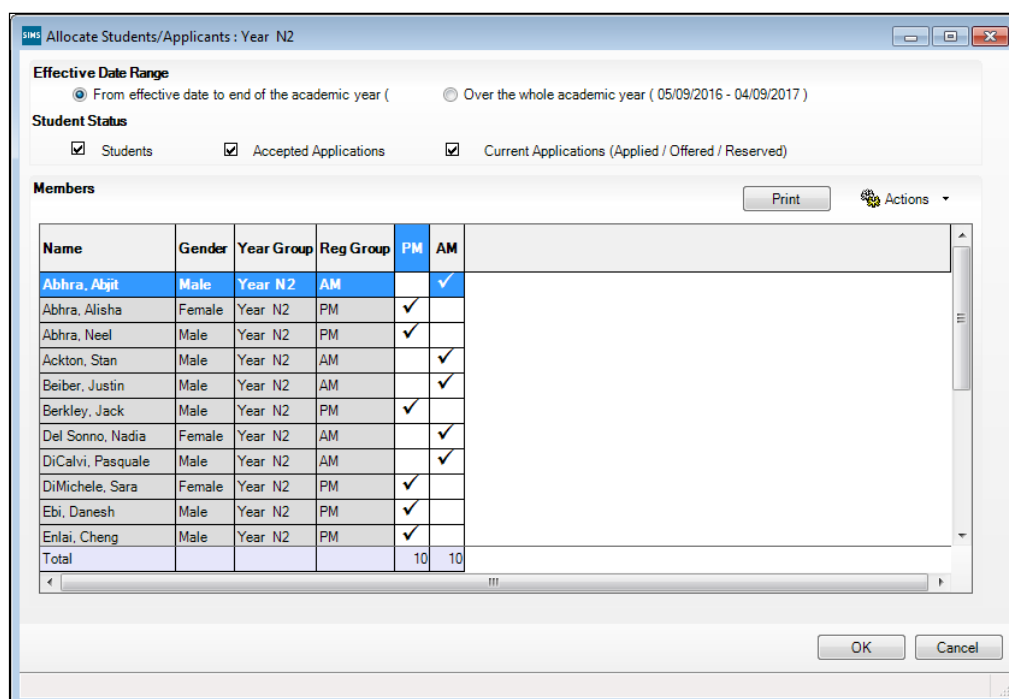 SIMS Allocate Students/Applicants : Year N2
Effective Date Range
From effective date to end of the academic year ( Over the whole academic year ( 05/09/2016 - 04/09/2017 )
Student Status
Students Accepted Applications Current Applications (Applied / Offered / Reserved)
Members
Print Actions
Name Gender Year Group Reg Group PM AM
Abhra, Abjit Male Year N2 AM
Abhra, Alisha Female Year N2 PM
Abhra, Neel Male Year N2 PM
Ackton, Stan Male Year N2 AM
Beiber, Justin Male Year N2 AM
Berkley, Jack Male Year N2 PM
Del Sonno, Nadia Female Year N2 AM
DiCalvi, Pasquale Male Year N2 AM
DiMichele, Sara Female Year N2 PM
Ebi, Danesh Male Year N2 PM
Enlai, Cheng Male Year N2 PM
Total 10 10
OK Cancel